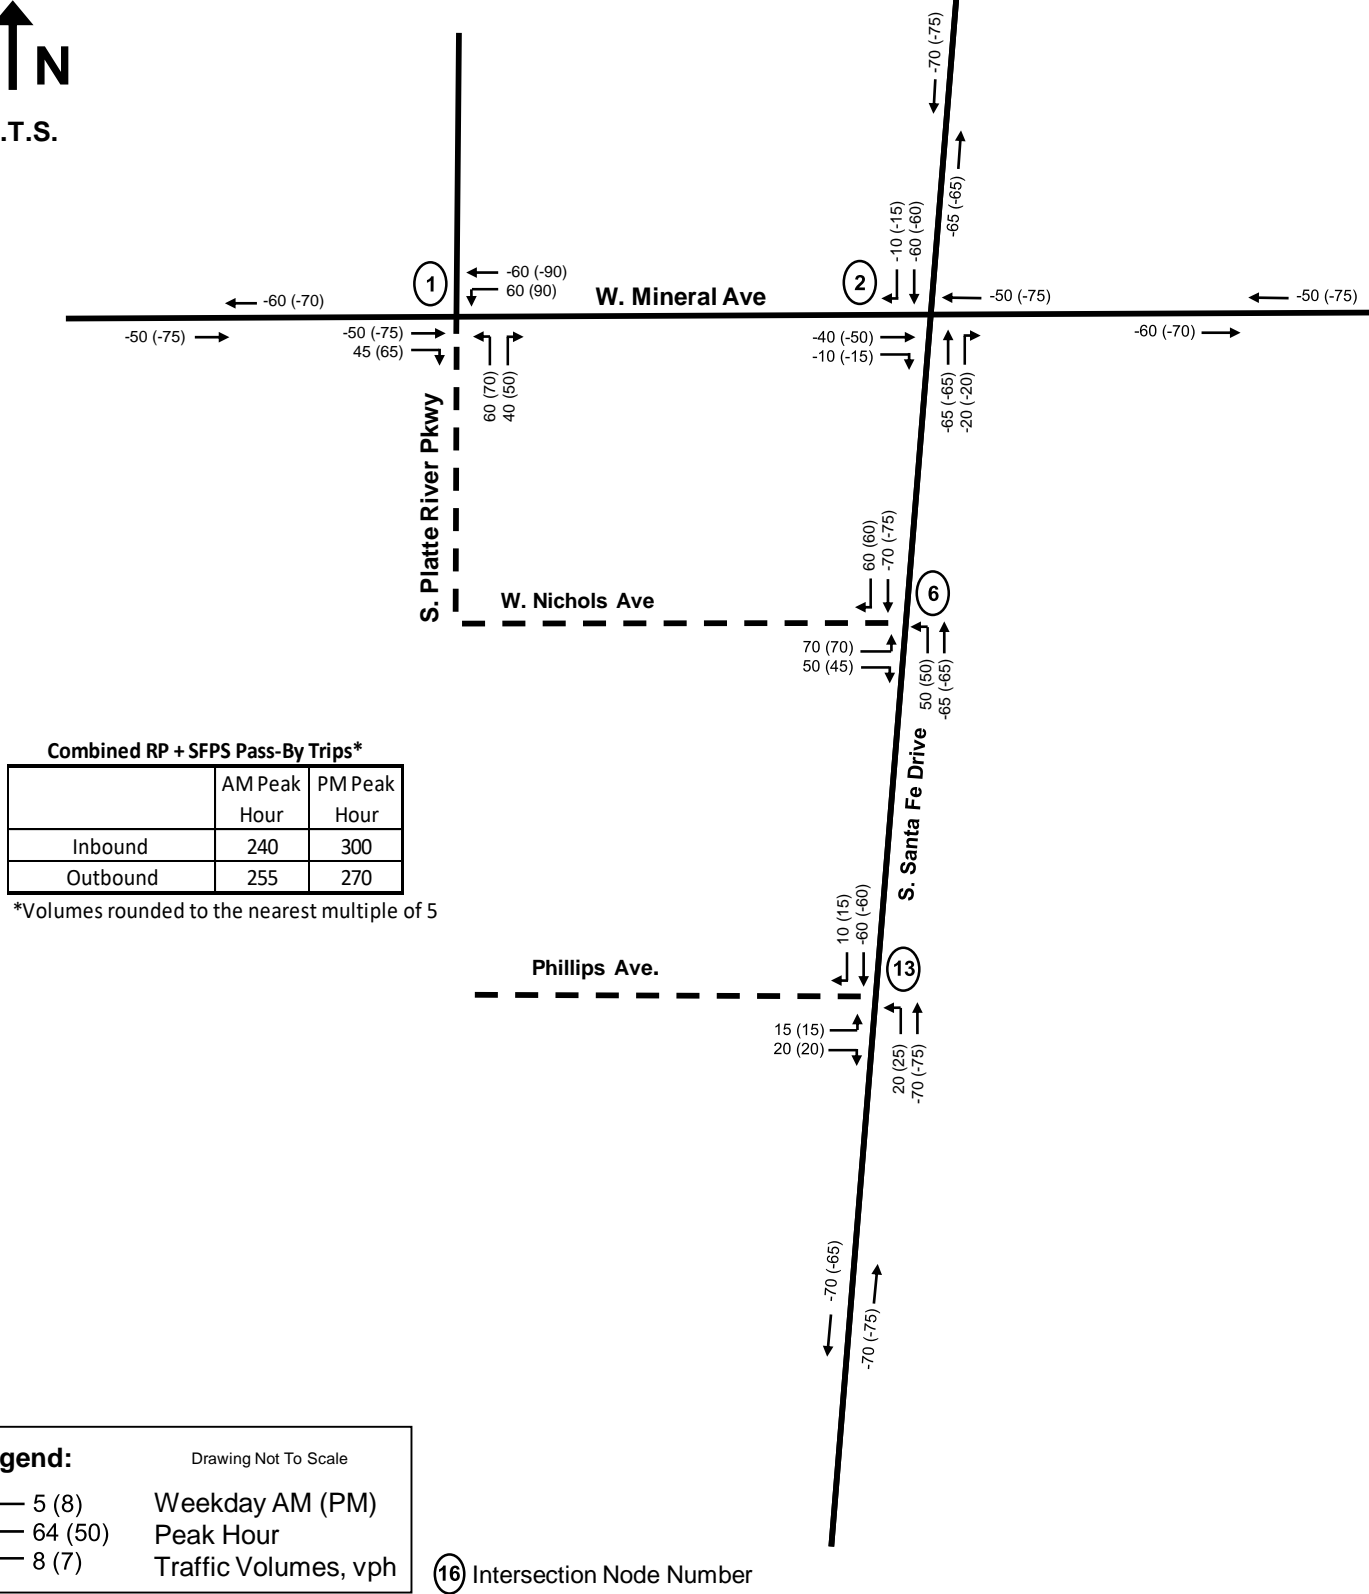 N
.T.S.
-70 (-75)
-65 (-65)
-10 (-15)
-60 (-60)
1
-60 (-90)
60 (90)
W. Mineral Ave
2
-50 (-75)
-50 (-75)
-60 (-70)
-50 (-75)
-50 (-75)
45 (65)
60 (70)
40 (50)
-40 (-50)
-10 (-15)
-65 (-65)
-20 (-20)
-60 (-70)
S. Platte River Pkwy
60 (60)
-70 (-75)
6
W. Nichols Ave
70 (70)
50 (45)
50 (50)
-65 (-65)
S. Santa Fe Drive
Combined RP + SFPS Pass-By Trips*
AM Peak Hour PM Peak Hour
Inbound 240 300
Outbound 255 270
*Volumes rounded to the nearest multiple of 5
10 (15)
-60 (-60)
13
Phillips Ave.
15 (15)
20 (20)
20 (25)
-70 (-75)
-70 (-65)
-70 (-75)
gend:
Drawing Not To Scale
5 (8)
64 (50)
8 (7)
Weekday AM (PM)
Peak Hour
Traffic Volumes, vph
16 Intersection Node Number